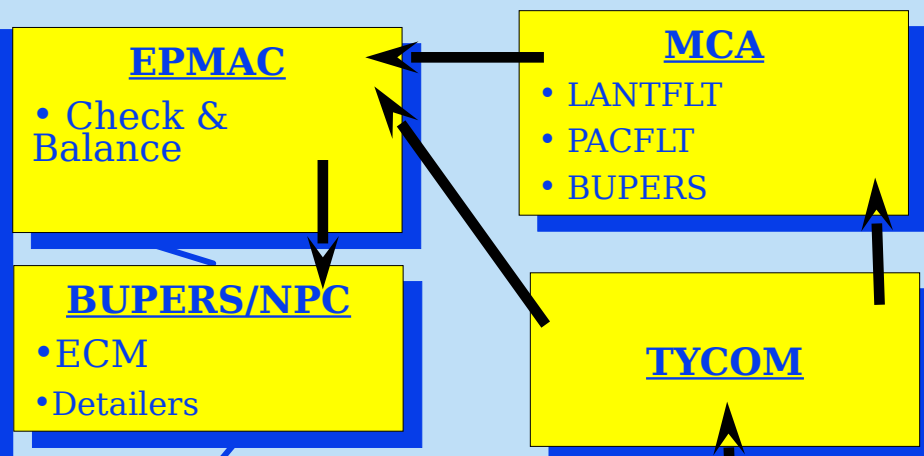 EPMAC
• Check &
Balance
MCA
• LANTFLT
• PACFLT
• BUPERS
BUPERS/NPC
•ECM
•Detailers
TYCOM